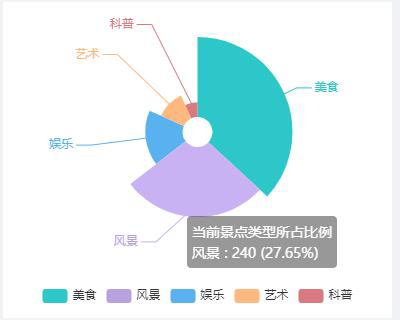 科普
艺术
美食
娱乐
风景
当前景点类型所占比例
风景 : 240 (27.65%)
美食 风景 娱乐 艺术 科普